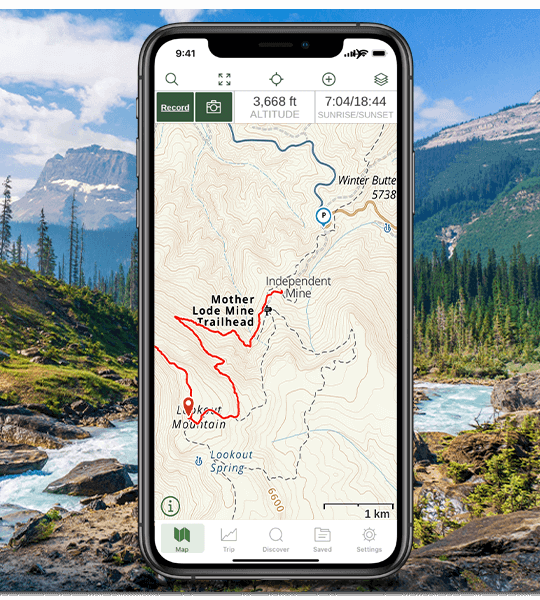 9:41
Record
3,668 ft
7:04/18:44
ALTITUDE
SUNRISE/SUNSET
Winter Butte
5738
P
Independent
Mine
Mother
Lode Mine
Trailhead
Lookout
Mountain
Lookout
Spring
6600
1 km
i
Map
Trip
Discover
Saved
Settings